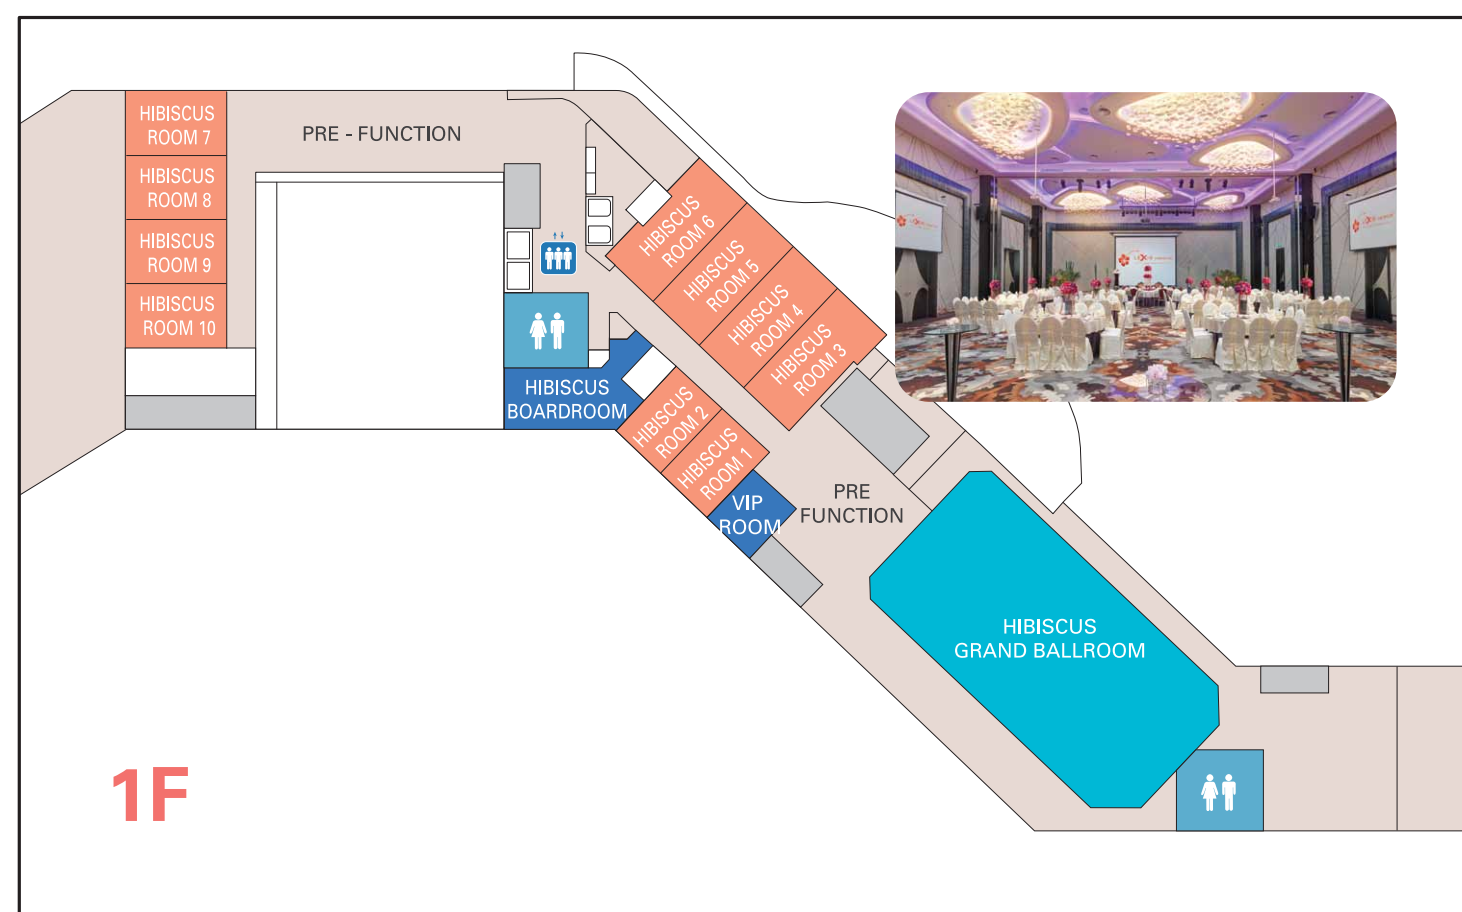 HIBISCUS
ROOM 7
HIBISCUS
ROOM 8
HIBISCUS
ROOM 9
HIBISCUS
ROOM 10
PRE - FUNCTION
HIBISCUS
ROOM 6
HIBISCUS
ROOM 5
HIBISCUS
ROOM 4
HIBISCUS
ROOM 3
HIBISCUS
BOARDROOM
HIBISCUS
ROOM 2
HIBISCUS
ROOM 1
VIP
ROOM
PRE
FUNCTION
HIBISCUS
GRAND BALLROOM
1F